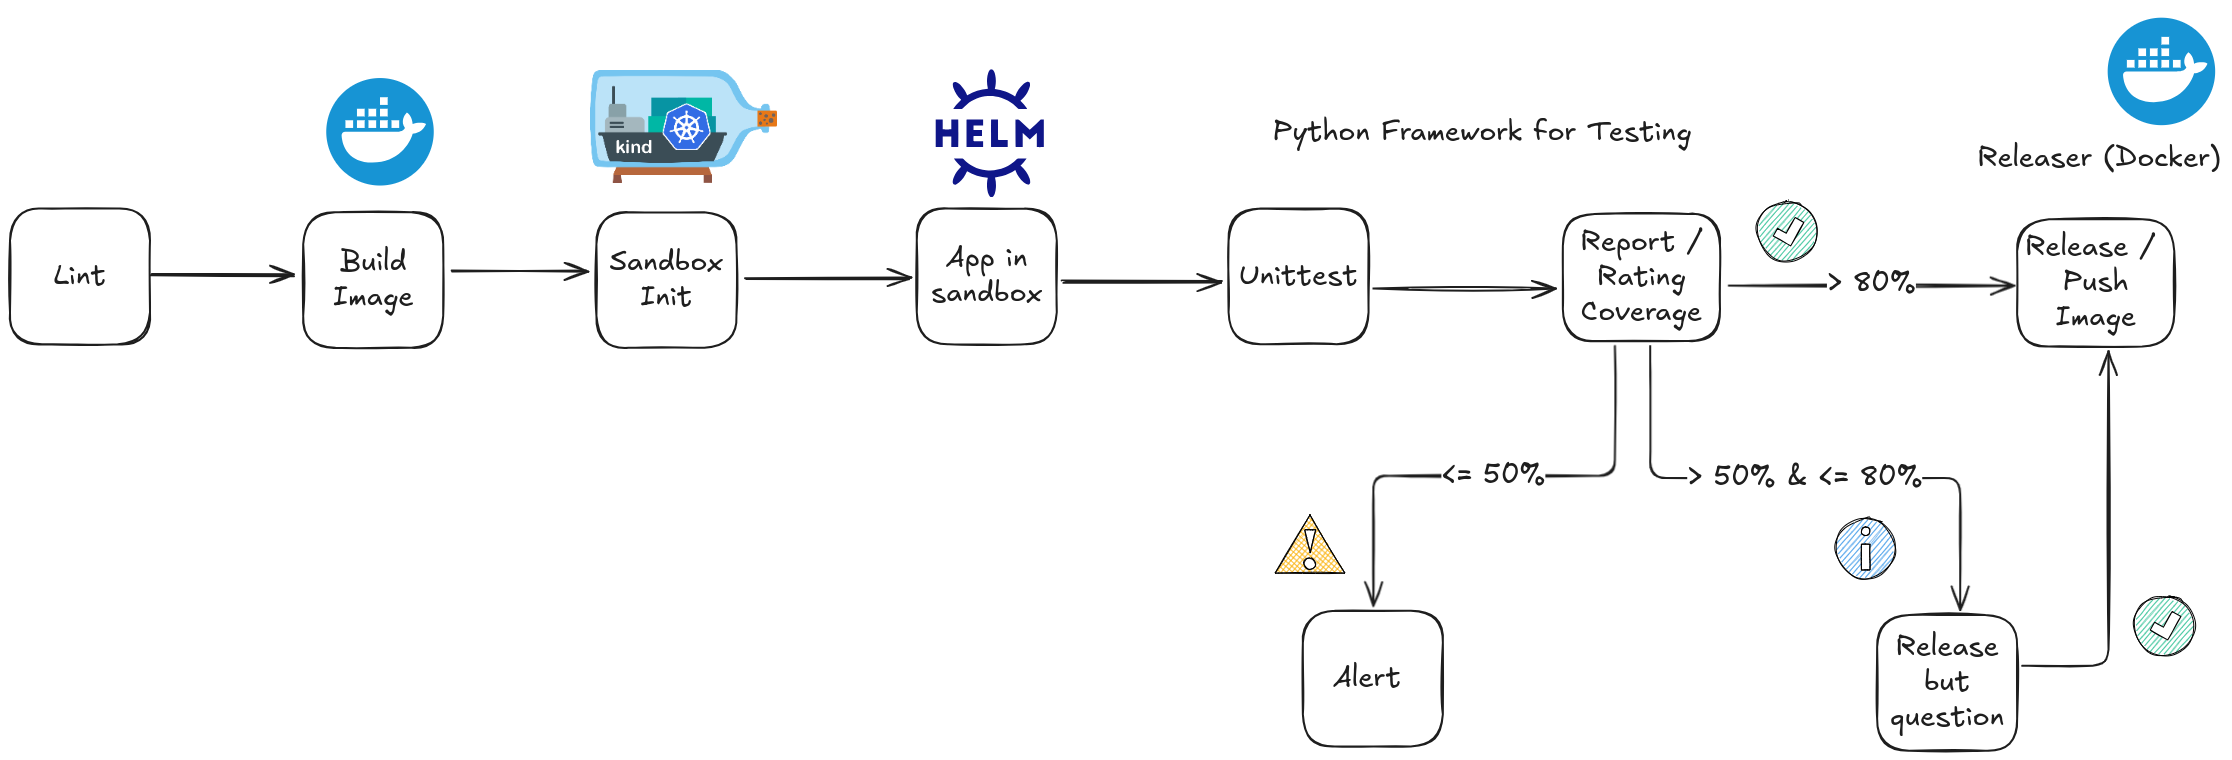 kind
HELM
Python Framework for Testing
Releaser (Docker)
Lint
Build
Image
Sandbox
Init
App in
sandbox
Unittest
Report /
Rating
Coverage
> 80%
Release /
Push
Image
<= 50%
> 50% & <= 80%
Alert
Release
but
question